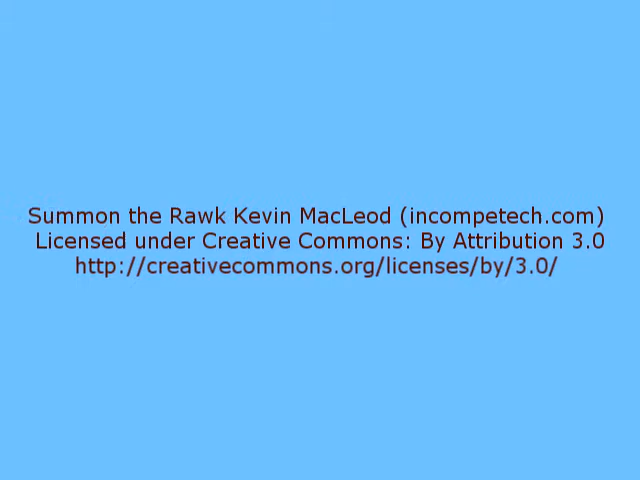 Summon the Rawk Kevin MacLeod (incompetech.com)
Licensed under Creative Commons: By Attribution 3.0
http://creativecommons.org/licenses/by/3.0/